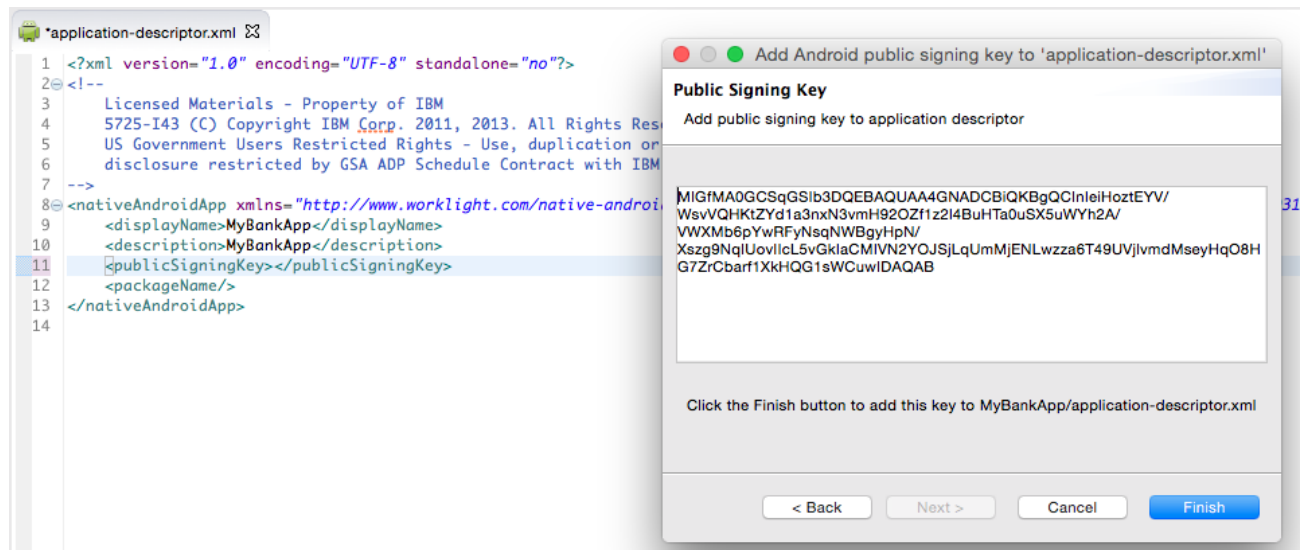 *application-descriptor.xml
1 <?xml version="1.0" encoding="UTF-8" standalone="no"?>
2 <!--
3 Licensed Materials - Property of IBM
4 5725-I43 (C) Copyright IBM Corp. 2011, 2013. All Rights Res
5 US Government Users Restricted Rights - Use, duplication or
6 disclosure restricted by GSA ADP Schedule Contract with IBM
7 -->
8 <nativeAndroidApp xmlns="http://www.worklight.com/native-androi
31
9 <displayName>MyBankApp</displayName>
10 <description>MyBankApp</description>
11 <publicSigningKey></publicSigningKey>
12 <packageName/>
13 </nativeAndroidApp>
14
Add Android public signing key to 'application-descriptor.xml'
Public Signing Key
Add public signing key to application descriptor
MIGfMA0GCSqGSIb3DQEBAQUAA4GNADCBiQKBgQCInIeiHoztEYV/
WsvVQHKtZYd1a3nxN3vmH92OZf1z2I4BuHTa0uSX5uWYh2A/
VWXMb6pYwRFyNsqNWBgyHpN/
Xszg9NqIUovIlcL5vGkIaCMIVN2YOJSjLqUmMjENLwzza6T49UVjIvmdMseyHqO8H
G7ZrCbarf1XkHQG1sWCuwIDAQAB
Click the Finish button to add this key to MyBankApp/application-descriptor.xml
< Back
Next >
Cancel
Finish